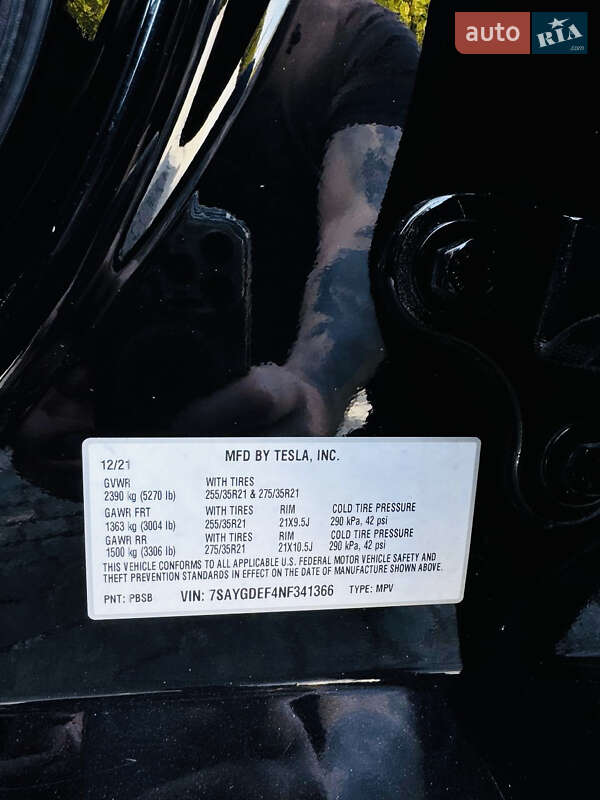 auto RIA
.com
12/21 MFD BY TESLA, INC.
GVWR WITH TIRES
2390 kg (5270 lb) 255/35R21 & 275/35R21
GAWR FRT WITH TIRES RIM COLD TIRE PRESSURE
1363 kg (3004 lb) 255/35R21 21X9.5J 290 kPa, 42 psi
GAWR RR WITH TIRES RIM COLD TIRE PRESSURE
1500 kg (3306 lb) 275/35R21 21X10.5J 290 kPa, 42 psi
THIS VEHICLE CONFORMS TO ALL APPLICABLE U.S. FEDERAL MOTOR VEHICLE SAFETY AND
THEFT PREVENTION STANDARDS IN EFFECT ON THE DATE OF MANUFACTURE SHOWN ABOVE.
PNT: PBSB VIN: 7SAYGDEF4NF341366 TYPE: MPV